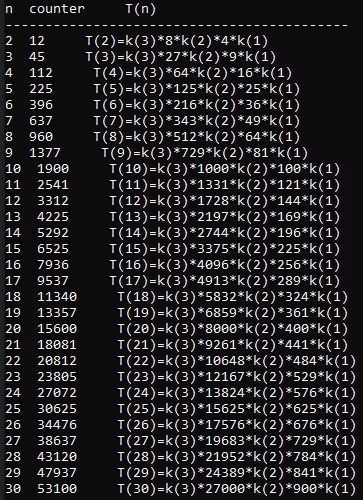 n  counter     T(n)
-------------------------------------------
2  12     T(2)=k(3)*8*k(2)*4*k(1)
3  45     T(3)=k(3)*27*k(2)*9*k(1)
4  112     T(4)=k(3)*64*k(2)*16*k(1)
5  225     T(5)=k(3)*125*k(2)*25*k(1)
6  396     T(6)=k(3)*216*k(2)*36*k(1)
7  637     T(7)=k(3)*343*k(2)*49*k(1)
8  960     T(8)=k(3)*512*k(2)*64*k(1)
9  1377     T(9)=k(3)*729*k(2)*81*k(1)
10  1900     T(10)=k(3)*1000*k(2)*100*k(1)
11  2541     T(11)=k(3)*1331*k(2)*121*k(1)
12  3312     T(12)=k(3)*1728*k(2)*144*k(1)
13  4225     T(13)=k(3)*2197*k(2)*169*k(1)
14  5292     T(14)=k(3)*2744*k(2)*196*k(1)
15  6525     T(15)=k(3)*3375*k(2)*225*k(1)
16  7936     T(16)=k(3)*4096*k(2)*256*k(1)
17  9537     T(17)=k(3)*4913*k(2)*289*k(1)
18  11340     T(18)=k(3)*5832*k(2)*324*k(1)
19  13357     T(19)=k(3)*6859*k(2)*361*k(1)
20  15600     T(20)=k(3)*8000*k(2)*400*k(1)
21  18081     T(21)=k(3)*9261*k(2)*441*k(1)
22  20812     T(22)=k(3)*10648*k(2)*484*k(1)
23  23805     T(23)=k(3)*12167*k(2)*529*k(1)
24  27072     T(24)=k(3)*13824*k(2)*576*k(1)
25  30625     T(25)=k(3)*15625*k(2)*625*k(1)
26  34476     T(26)=k(3)*17576*k(2)*676*k(1)
27  38637     T(27)=k(3)*19683*k(2)*729*k(1)
28  43120     T(28)=k(3)*21952*k(2)*784*k(1)
29  47937     T(29)=k(3)*24389*k(2)*841*k(1)
30  53100     T(30)=k(3)*27000*k(2)*900*k(1)